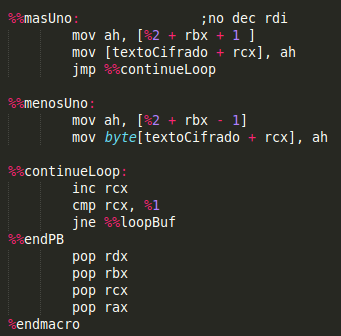 %%masUno:               ;no dec rdi
        mov ah, [%2 + rbx + 1 ]
        mov [textoCifrado + rcx], ah
        jmp %%continueLoop

%%menosUno:
        mov ah, [%2 + rbx - 1]
        mov byte[textoCifrado + rcx], ah

%%continueLoop:
        inc rcx
        cmp rcx, %1
        jne %%loopBuf
%%endPB
        pop rdx
        pop rbx
        pop rcx
        pop rax
%endmacro